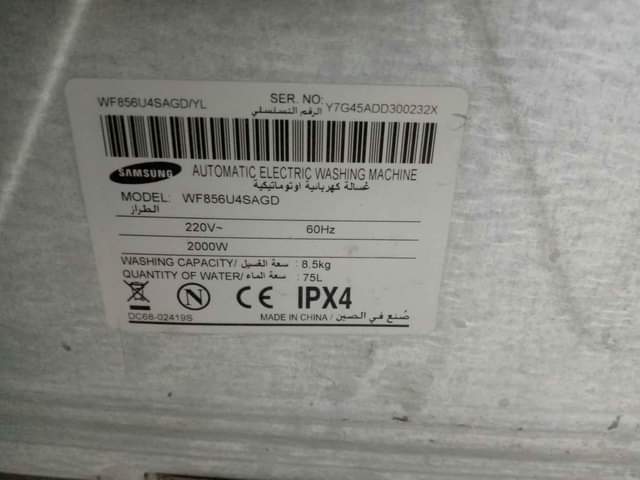 WF856U4SAGD/YL
SER. NO:
الرقم التسلسلي
Y7G45ADD300232X
SAMSUNG
AUTOMATIC ELECTRIC WASHING MACHINE
غسالة كهربائية اوتوماتيكية
MODEL: WF856U4SAGD
الطراز
220V~ 60Hz
2000W
WASHING CAPACITY/ سعة الغسيل : 8.5kg
QUANTITY OF WATER/ سعة الماء : 75L
N CE IPX4
DC68-02419S
MADE IN CHINA / صُنع في الصين